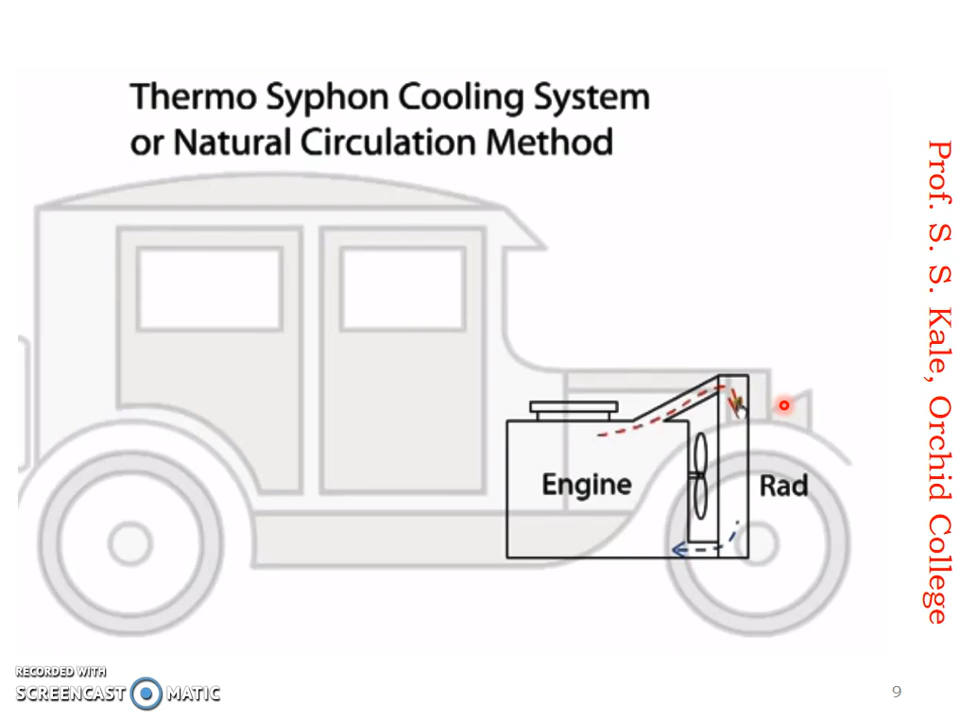 Thermo Syphon Cooling System
or Natural Circulation Method
Engine
Rad
Prof. S. S. Kale, Orchid College
RECORDED WITH
SCREENCAST MATIC
9